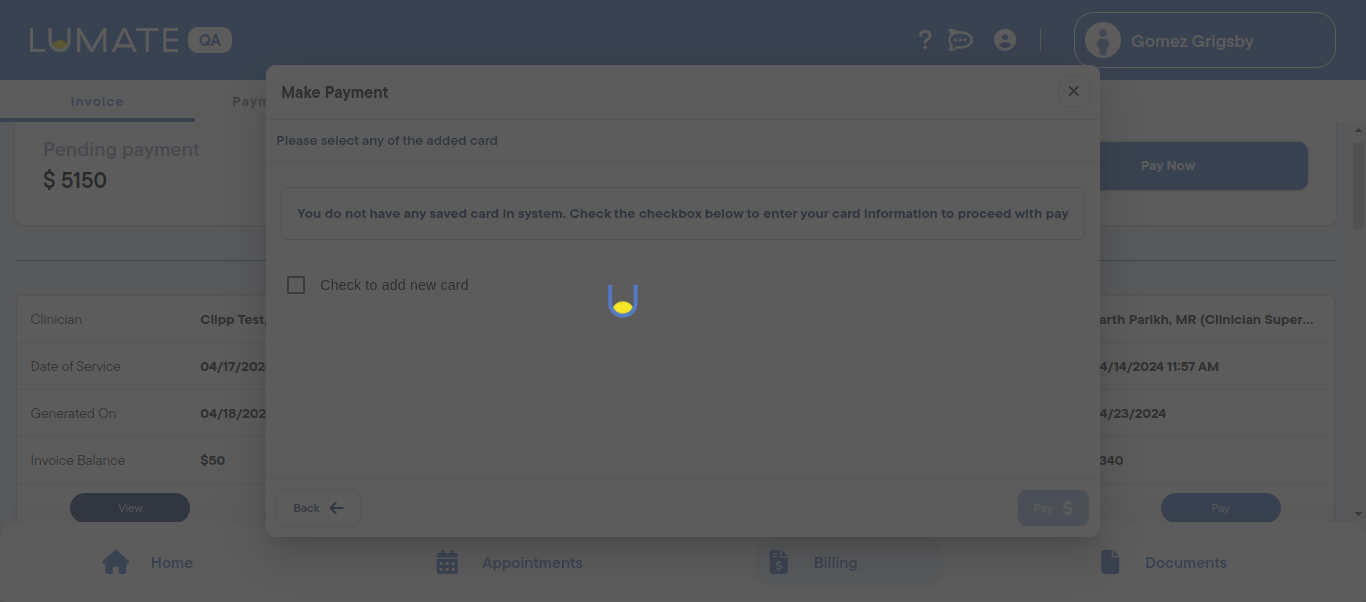 LUMATE QA
Gomez Grigsby
Invoice
Paym
Make Payment
Please select any of the added card
Pending payment
$ 5150
Pay Now
You do not have any saved card in system. Check the checkbox below to enter your card information to proceed with pay
Check to add new card
Clinician Clipp Test, arth Parikh, MR (Clinician Super...
Date of Service 04/17/202 4/14/2024 11:57 AM
Generated On 04/18/202 4/23/2024
Invoice Balance $50 340
View
Back
Pay $
Pay
Home Appointments Billing Documents